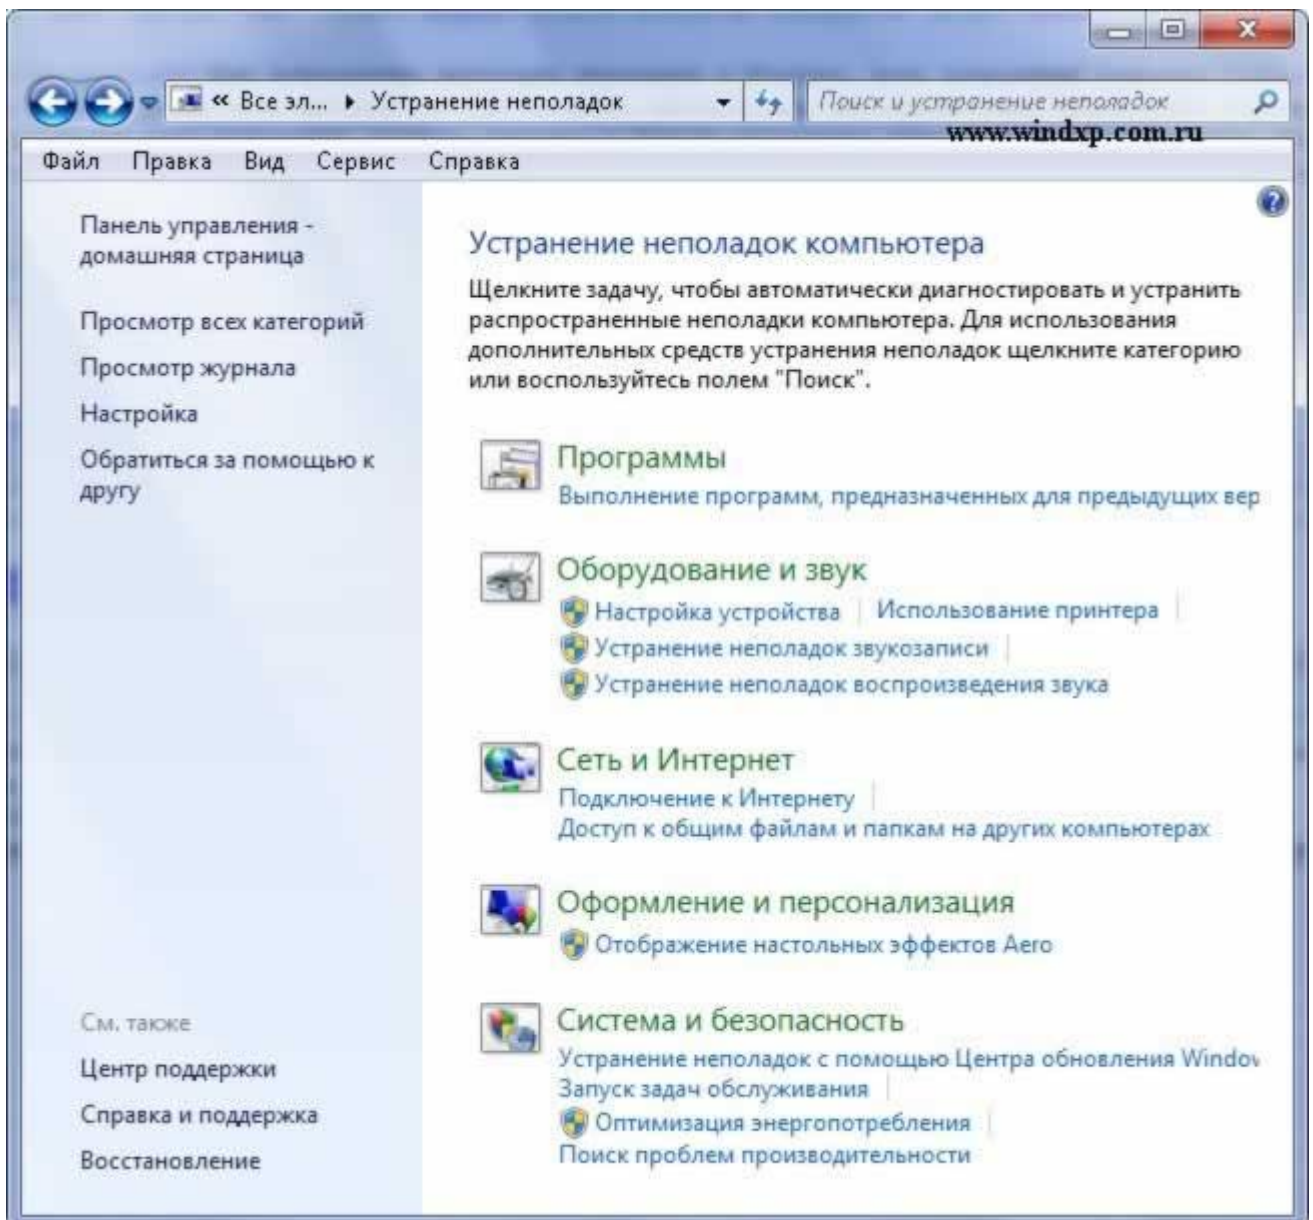 « Все эл... Устранение неполадок
Поиск и устранение неполадок
www.windxp.com.ru
Файл Правка Вид Сервис Справка
Панель управления -
домашняя страница
Просмотр всех категорий
Просмотр журнала
Настройка
Обратиться за помощью к
другу
Устранение неполадок компьютера
Щелкните задачу, чтобы автоматически диагностировать и устранить
распространенные неполадки компьютера. Для использования
дополнительных средств устранения неполадок щелкните категорию
или воспользуйтесь полем "Поиск".
Программы
Выполнение программ, предназначенных для предыдущих вер
Оборудование и звук
Настройка устройства Использование принтера
Устранение неполадок звукозаписи
Устранение неполадок воспроизведения звука
Сеть и Интернет
Подключение к Интернету
Доступ к общим файлам и папкам на других компьютерах
Оформление и персонализация
Отображение настольных эффектов Aero
Система и безопасность
Устранение неполадок с помощью Центра обновления Window
Запуск задач обслуживания
Оптимизация энергопотребления
Поиск проблем производительности
См. также
Центр поддержки
Справка и поддержка
Восстановление